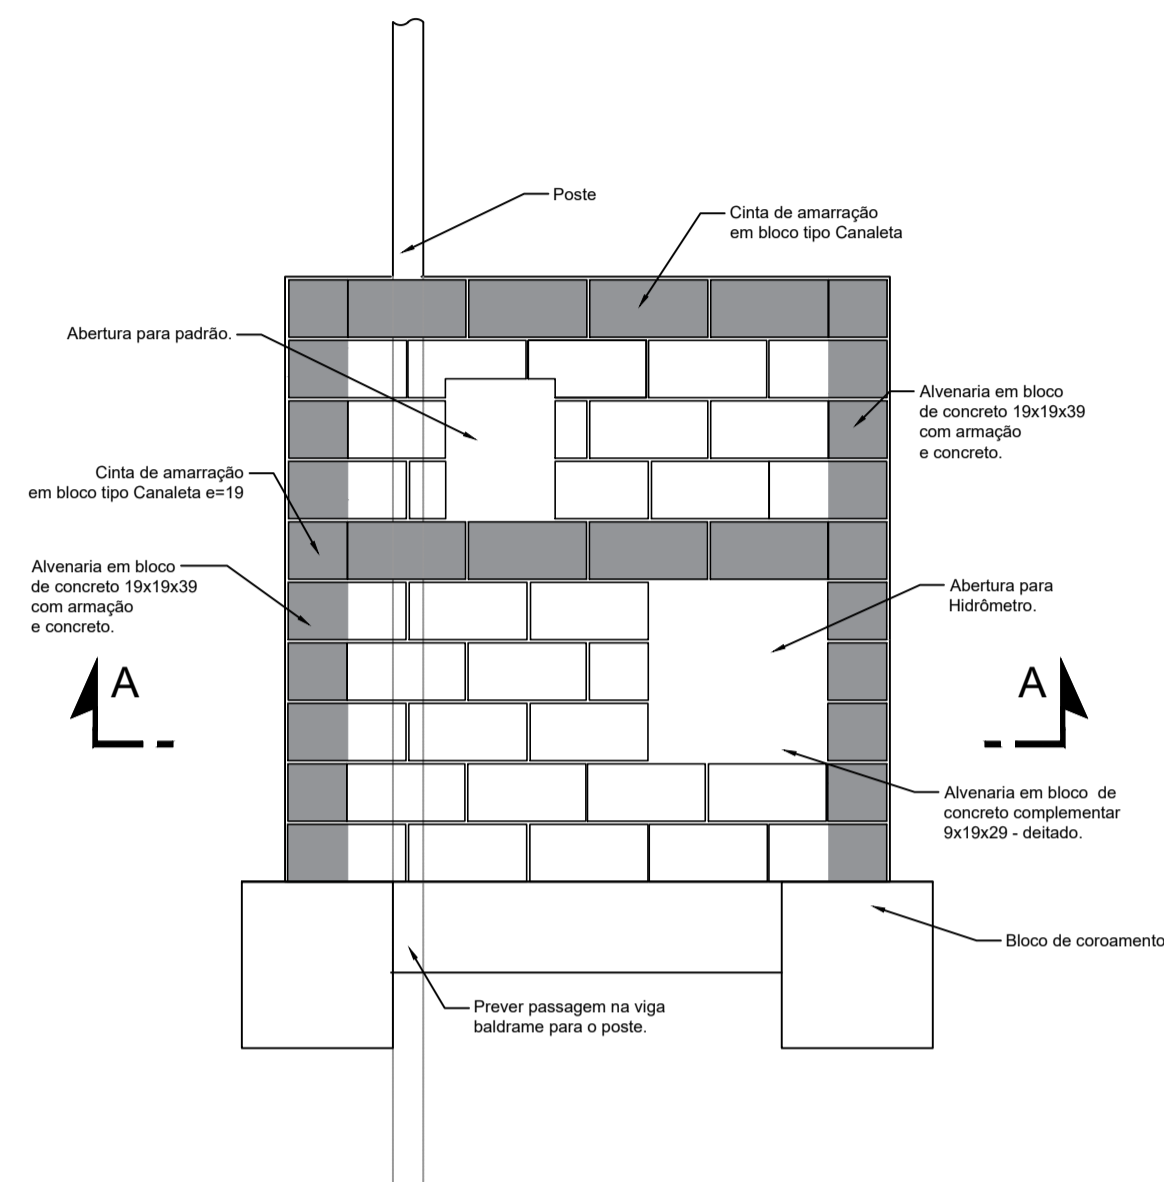 Poste
Cinta de amarração
em bloco tipo Canaleta
Abertura para padrão.
Alvenaria em bloco
de concreto 19x19x39
com armação
e concreto.
Cinta de amarração
em bloco tipo Canaleta e=19
Alvenaria em bloco
de concreto 19x19x39
com armação
e concreto.
Abertura para
Hidrômetro.
A
A
Alvenaria em bloco de
concreto complementar
9x19x29 - deitado.
Bloco de coroamento
Prever passagem na viga
baldrame para o poste.